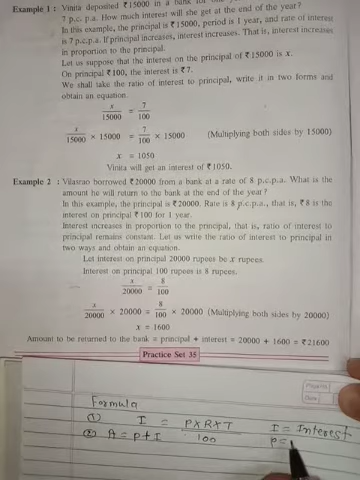 Example 1 : Vinita deposited ₹15000 in a bank for one year
7 p.c. p.a. How much interest will she get at the end of the year?
In this example, the principal is ₹15000, period is 1 year, and rate of interest
is 7 p.c.p.a. If principal increases, interest increases. That is, interest increases
in proportion to the principal.
Let us suppose that the interest on the principal of ₹15000 is x.
On principal ₹100, the interest is ₹7.
We shall take the ratio of interest to principal, write it in two forms and
obtain an equation.
x/15000 = 7/100
x/15000 × 15000 = 7/100 × 15000 (Multiplying both sides by 15000)
x = 1050
Vinita will get an interest of ₹1050.
Example 2 : Vilasrao borrowed ₹20000 from a bank at a rate of 8 p.c.p.a. What is the
amount he will return to the bank at the end of the year?
In this example, the principal is ₹20000. Rate is 8 p.c.p.a., that is, ₹8 is the
interest on principal ₹100 for 1 year.
Interest increases in proportion to the principal, that is, ratio of interest to
principal remains constant. Let us write the ratio of interest to principal in
two ways and obtain an equation.
Let interest on principal 20000 rupees be x rupees.
Interest on principal 100 rupees is 8 rupees.
x/20000 = 8/100
x/20000 × 20000 = 8/100 × 20000 (Multiplying both sides by 20000)
x = 1600
Amount to be returned to the bank = principal + interest = 20000 + 1600 = ₹21600
Practice Set 35
Formula
(1) I = P×R×T/100 I = Interest
(2) A = P+I P =